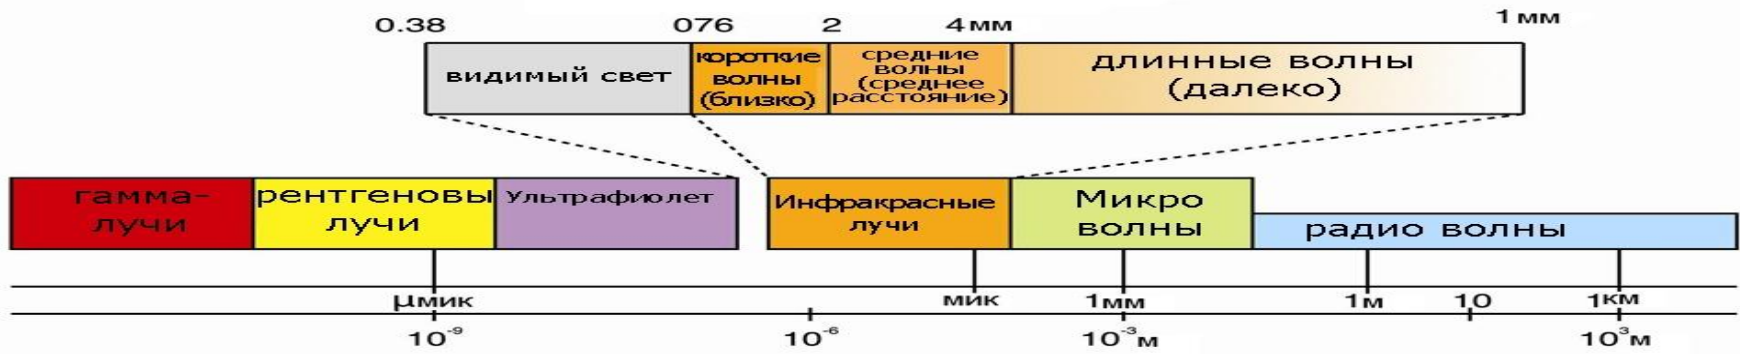 0.38 076 2 4мм 1мм
видимый свет
короткие
волны
(близко)
средние
волны
(среднее
расстояние)
длинные волны
(далеко)
гамма-
лучи
рентгеновы
лучи
Ультрафиолет
Инфракрасные
лучи
Микро
волны
радио волны
μмик мик 1мм 1м 10 1км
10⁻⁹ 10⁻⁶ 10⁻³м 10³м